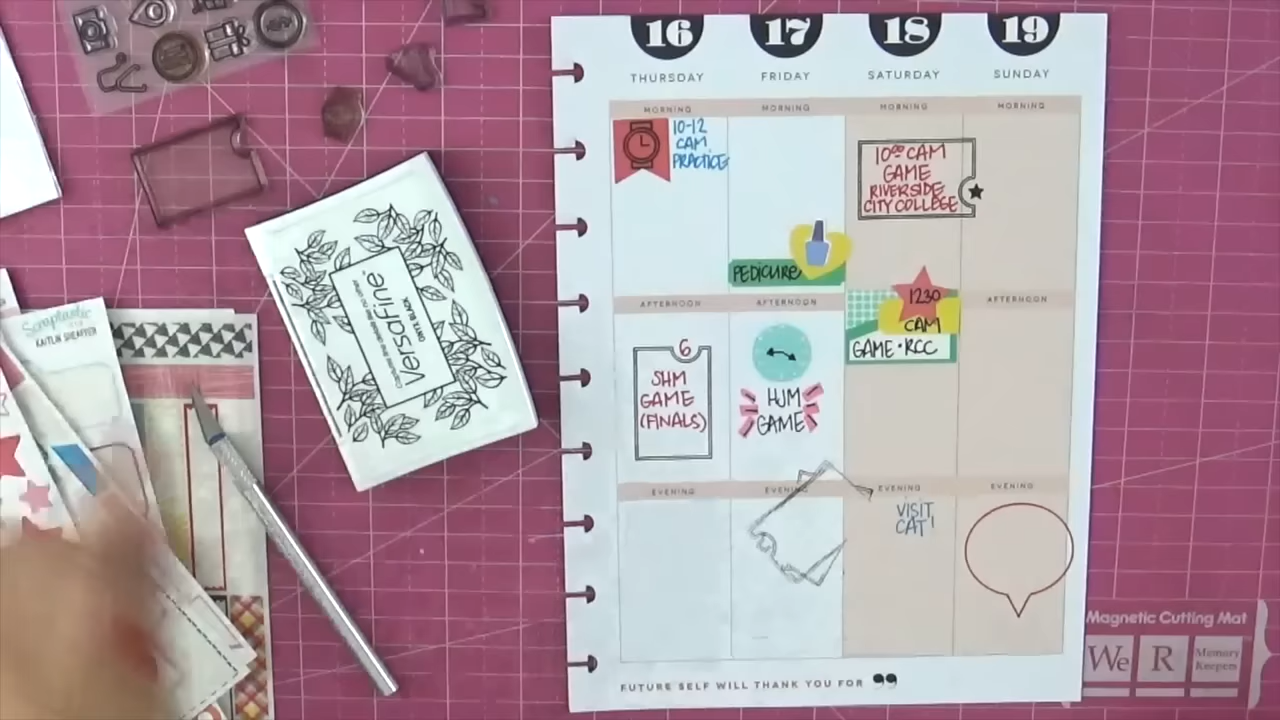 16
17
18
19
THURSDAY
FRIDAY
SATURDAY
SUNDAY
MORNING
MORNING
MORNING
MORNING
10-12
CAM
PRACTICE
10:00 CAM
GAME
RIVERSIDE
CITY COLLEGE
PEDICURE
AFTERNOON
AFTERNOON
AFTERNOON
1230
CAM
GAME • RCC
6
SHM
GAME
(FINALS)
HJM
GAME
EVENING
EVENING
EVENING
EVENING
VISIT
CAT!
FUTURE SELF WILL THANK YOU FOR
VersaFine
ONYX BLACK
Scraptastic
KAITLIN SHEAFFER
Magnetic Cutting Mat
We R
Memory
Keepers